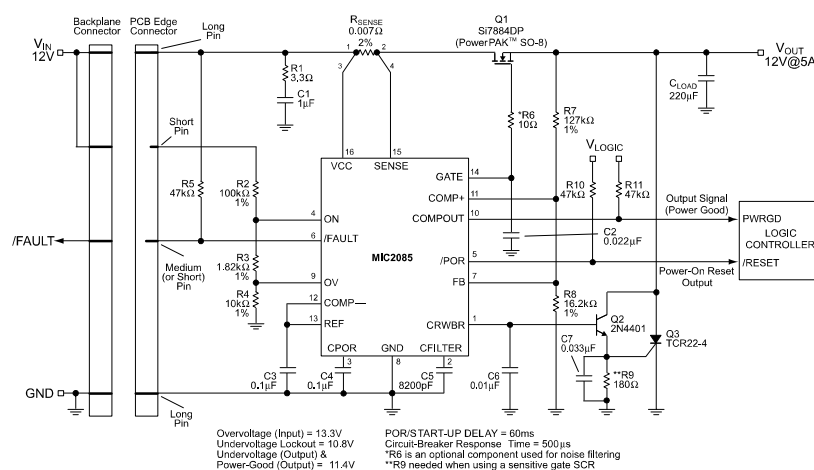 Backplane Connector
PCB Edge Connector
Long Pin
VIN 12V
RSENSE 0.007Ω 2%
1
2
3
4
Q1 Si7884DP (PowerPAK™ SO-8)
VOUT 12V@5A
R1 3.3Ω
C1 1µF
CLOAD 220µF
*R6 10Ω
R7 127kΩ 1%
Short Pin
VLOGIC
R5 47kΩ
R2 100kΩ 1%
16
VCC
15
SENSE
14
GATE
R10 47kΩ
R11 47kΩ
11
COMP+
Output Signal (Power Good)
4
ON
10
COMPOUT
PWRGD
LOGIC CONTROLLER
/RESET
/FAULT
6
/FAULT
C2 0.022µF
Medium (or Short) Pin
R3 1.82kΩ 1%
MIC2085
5
/POR
Power-On Reset Output
9
OV
7
FB
R4 10kΩ 1%
12
COMP—
R8 16.2kΩ 1%
13
REF
1
CRWBR
Q2 2N4401
Q3 TCR22-4
C7 0.033µF
CPOR
GND
CFILTER
3
8
2
C3 0.1µF
C4 0.1µF
C5 8200pF
C6 0.01µF
**R9 180Ω
GND
Long Pin
Overvoltage (Input) = 13.3V
Undervoltage Lockout = 10.8V
Undervoltage (Output) &
Power-Good (Output) = 11.4V
POR/START-UP DELAY = 60ms
Circuit-Breaker Response Time = 500µs
*R6 is an optional component used for noise filtering
**R9 needed when using a sensitive gate SCR